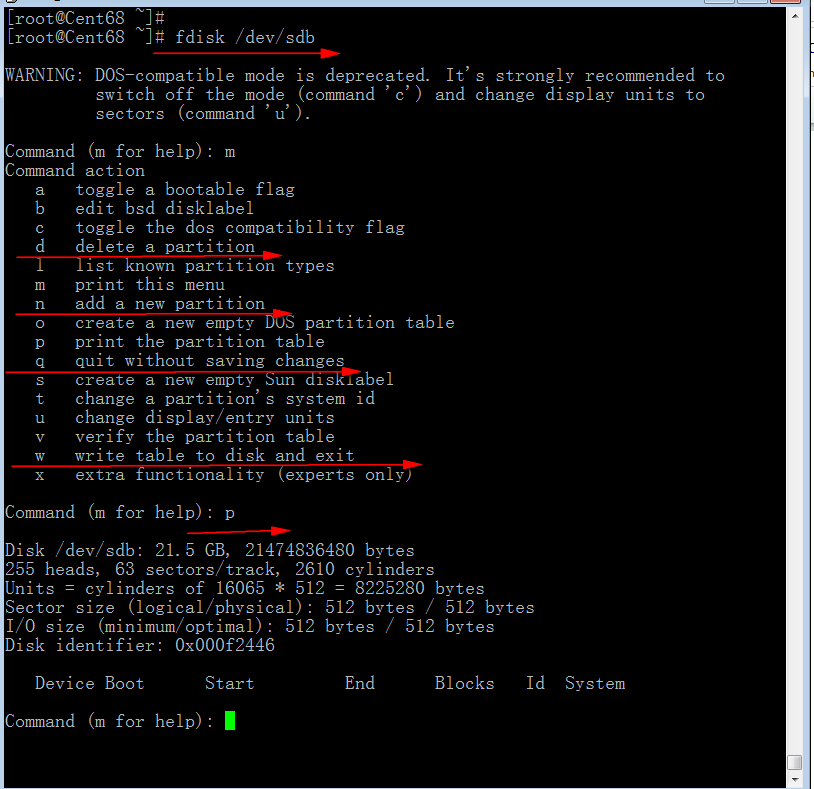 [root@Cent68 ~]#
[root@Cent68 ~]# fdisk /dev/sdb
WARNING: DOS-compatible mode is deprecated. It's strongly recommended to
         switch off the mode (command 'c') and change display units to
         sectors (command 'u').
Command (m for help): m
Command action
   a   toggle a bootable flag
   b   edit bsd disklabel
   c   toggle the dos compatibility flag
   d   delete a partition
   l   list known partition types
   m   print this menu
   n   add a new partition
   o   create a new empty DOS partition table
   p   print the partition table
   q   quit without saving changes
   s   create a new empty Sun disklabel
   t   change a partition's system id
   u   change display/entry units
   v   verify the partition table
   w   write table to disk and exit
   x   extra functionality (experts only)
Command (m for help): p
Disk /dev/sdb: 21.5 GB, 21474836480 bytes
255 heads, 63 sectors/track, 2610 cylinders
Units = cylinders of 16065 * 512 = 8225280 bytes
Sector size (logical/physical): 512 bytes / 512 bytes
I/O size (minimum/optimal): 512 bytes / 512 bytes
Disk identifier: 0x000f2446
   Device Boot      Start         End      Blocks   Id  System
Command (m for help):